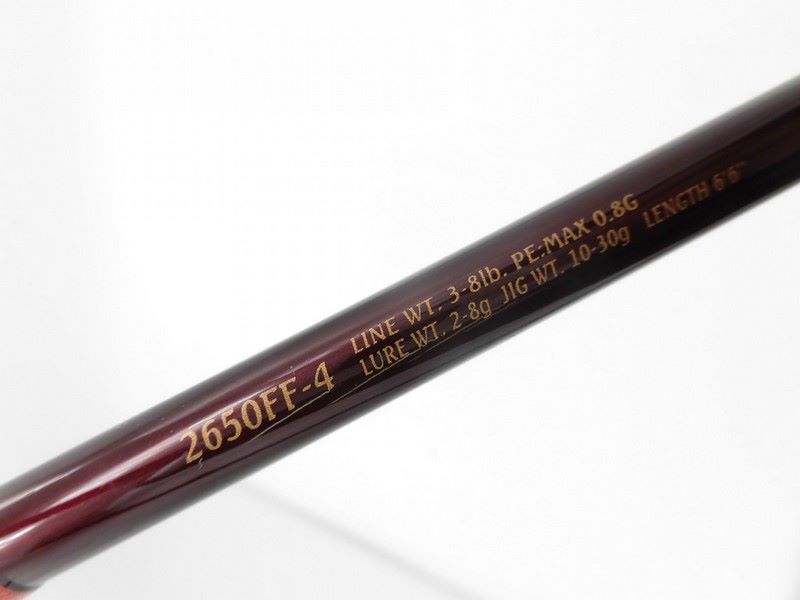 2650FF-4
LINE WT. 3-8lb. PE:MAX 0.8G
LURE WT. 2-8g JIG WT. 10-30g LENGTH 6'6"